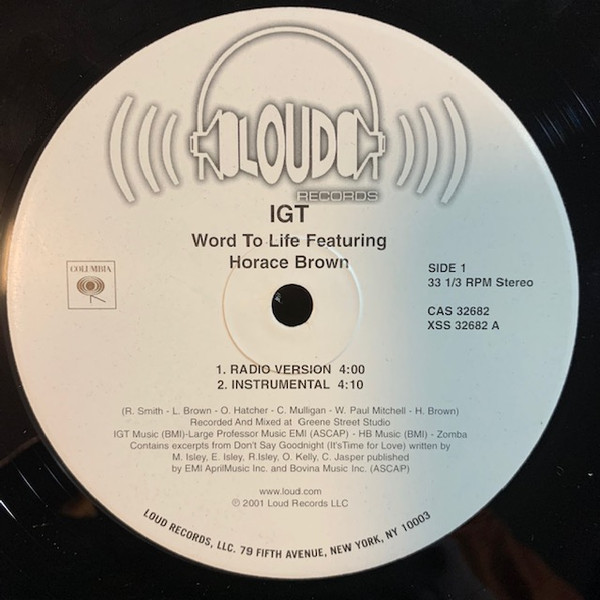 LOUD
RECORDS
IGT
Word To Life Featuring
Horace Brown
COLUMBIA
SIDE 1
33 1/3 RPM Stereo
CAS 32682
XSS 32682 A
1. RADIO VERSION 4:00
2. INSTRUMENTAL 4:10
(R. Smith - L. Brown - O. Hatcher - C. Mulligan - W. Paul Mitchell - H. Brown)
Recorded And Mixed at Greene Street Studio
IGT Music (BMI)-Large Professor Music EMI (ASCAP) - HB Music (BMI) - Zomba
Contains excerpts from Don't Say Goodnight (It'sTime for Love) written by
M. Isley, E. Isley, R.Isley, O. Kelly, C. Jasper published
by EMI AprilMusic Inc. and Bovina Music Inc. (ASCAP)
www.loud.com
℗ 2001 Loud Records LLC
LOUD RECORDS, LLC. 79 FIFTH AVENUE, NEW YORK, NY 10003